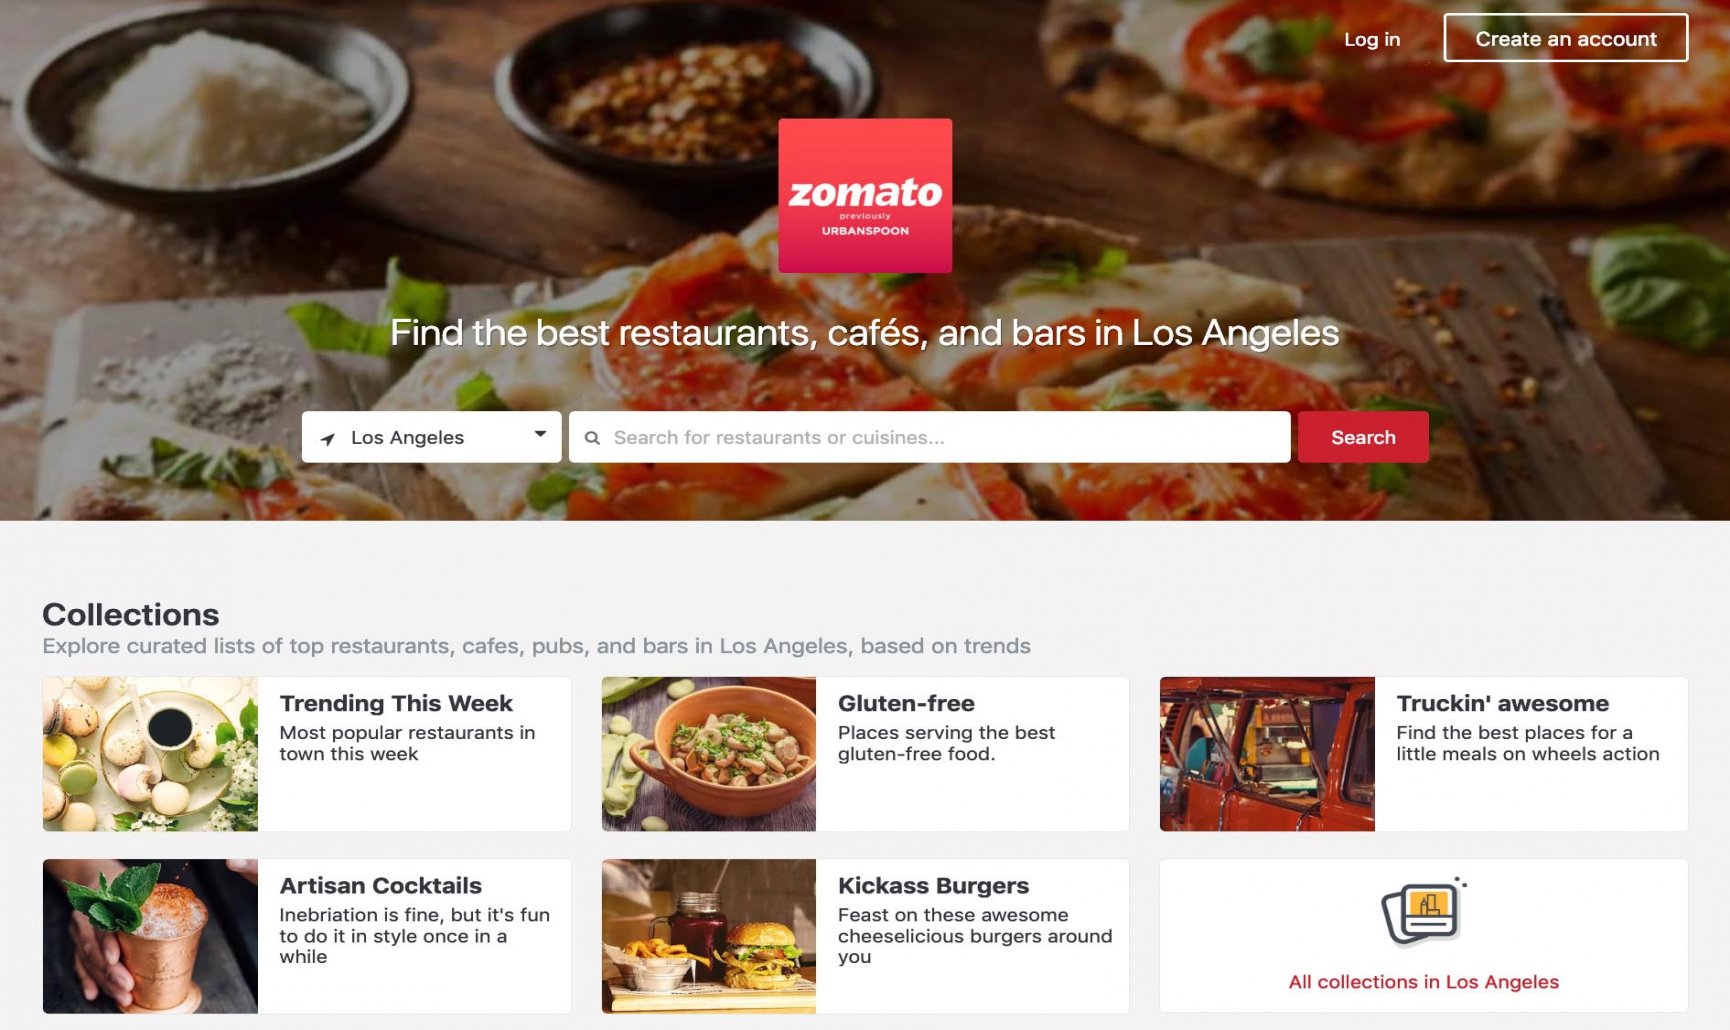 Log in
Create an account
zomato
previously
URBANSPOON
Find the best restaurants, cafés, and bars in Los Angeles
Los Angeles
Search for restaurants or cuisines...
Search
Collections
Explore curated lists of top restaurants, cafes, pubs, and bars in Los Angeles, based on trends
Trending This Week
Most popular restaurants in
town this week
Gluten-free
Places serving the best
gluten-free food.
Truckin' awesome
Find the best places for a
little meals on wheels action
Artisan Cocktails
Inebriation is fine, but it's fun
to do it in style once in a
while
Kickass Burgers
Feast on these awesome
cheeselicious burgers around
you
All collections in Los Angeles